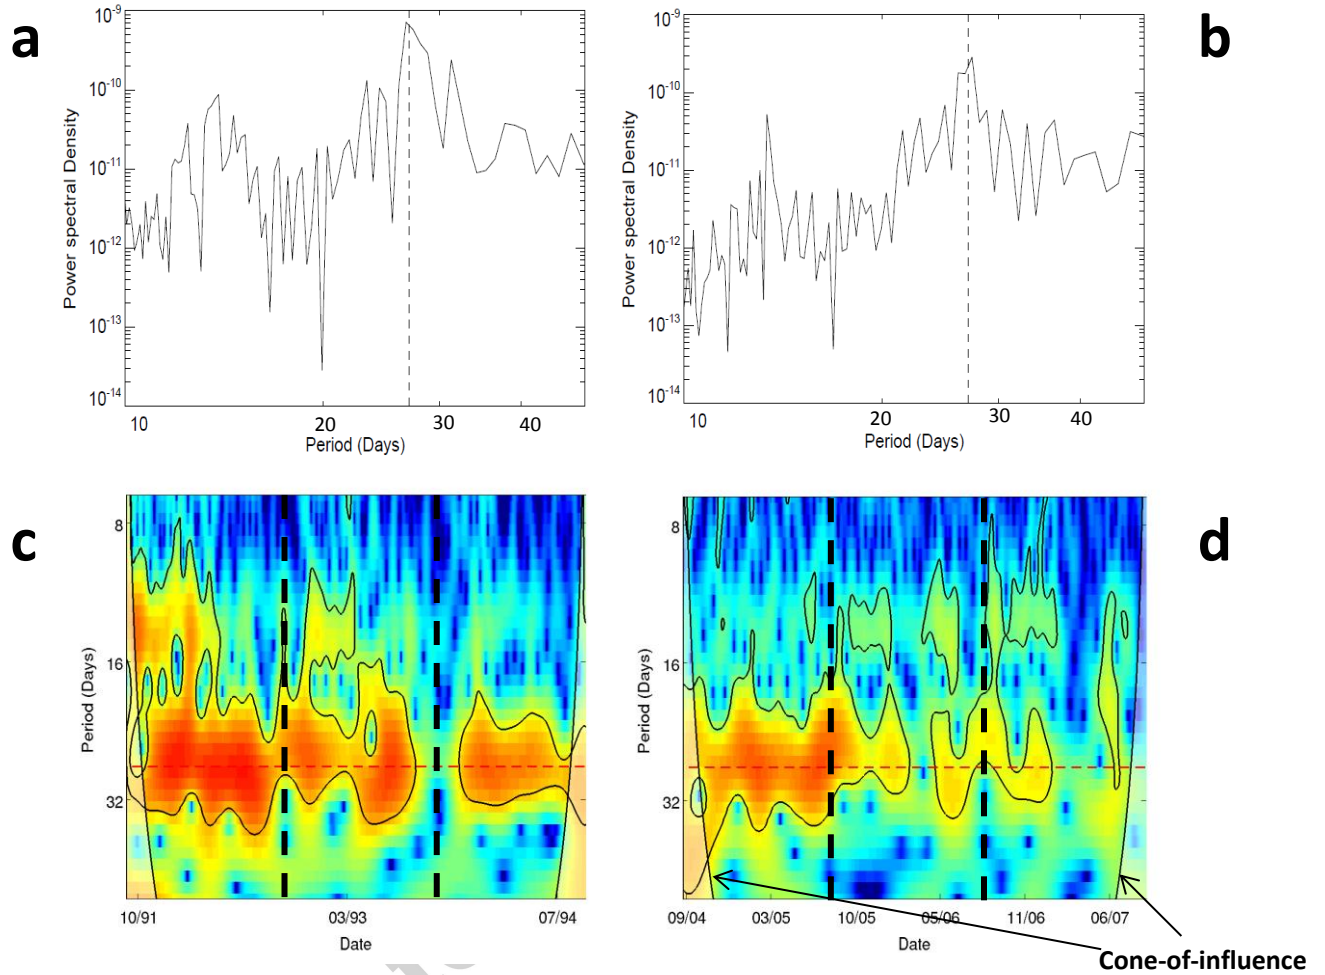 a
b
10-9
10-10
10-11
10-12
10-13
10-14
Power spectral Density
10 20 30 40
Period (Days)
10-9
10-10
10-11
10-12
10-13
10-14
Power spectral Density
10 20 30 40
Period (Days)
c
d
8
16
32
Period (Days)
10/91 03/93 07/94
Date
8
16
32
Period (Days)
09/04 03/05 10/05 05/06 11/06 06/07
Date
Cone-of-influence